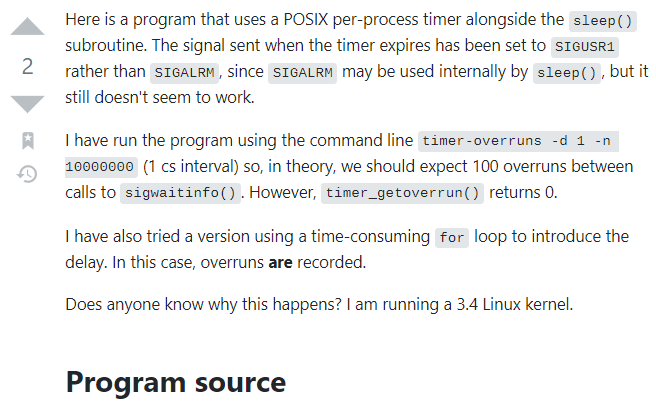 Here is a program that uses a POSIX per-process timer alongside the sleep()
subroutine. The signal sent when the timer expires has been set to SIGUSR1
2
rather than SIGALRM, since SIGALRM may be used internally by sleep(), but it
still doesn't seem to work.
I have run the program using the command line timer-overruns -d 1 -n
10000000 (1 cs interval) so, in theory, we should expect 100 overruns between
calls to sigwaitinfo(). However, timer_getoverrun() returns 0.
I have also tried a version using a time-consuming for loop to introduce the
delay. In this case, overruns are recorded.
Does anyone know why this happens? I am running a 3.4 Linux kernel.
Program source